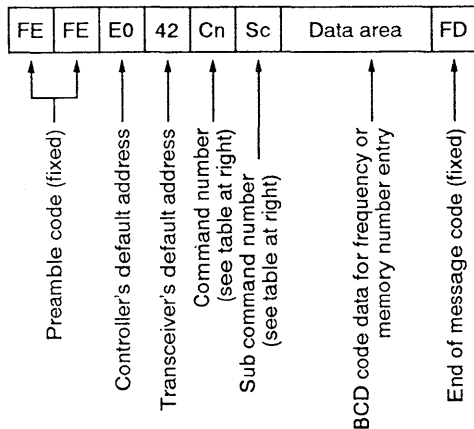 FE FE E0 42 Cn Sc Data area FD
Preamble code (fixed)
Controller's default address
Transceiver's default address
Command number
(see table at right)
Sub command number
(see table at right)
BCD code data for frequency or
memory number entry
End of message code (fixed)